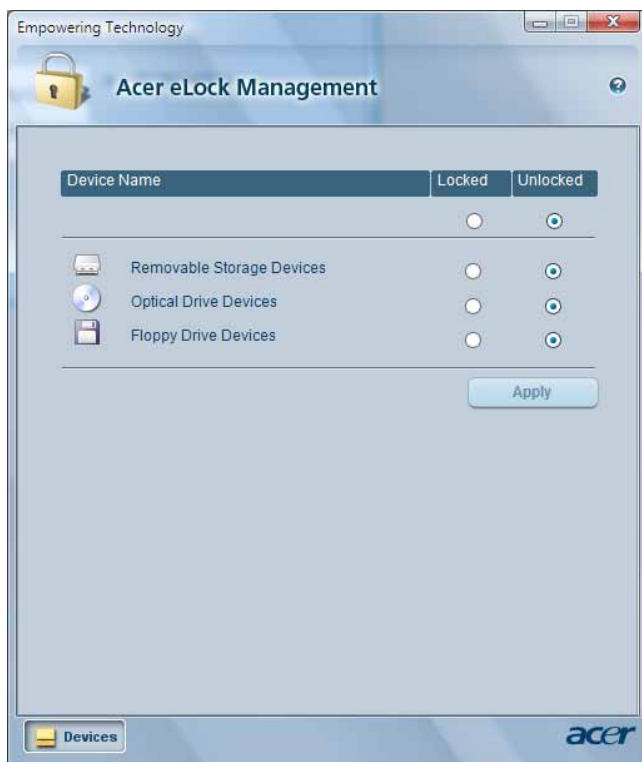 Empowering Technology
Acer eLock Management
Device Name Locked Unlocked
Removable Storage Devices
Optical Drive Devices
Floppy Drive Devices
Apply
Devices
acer